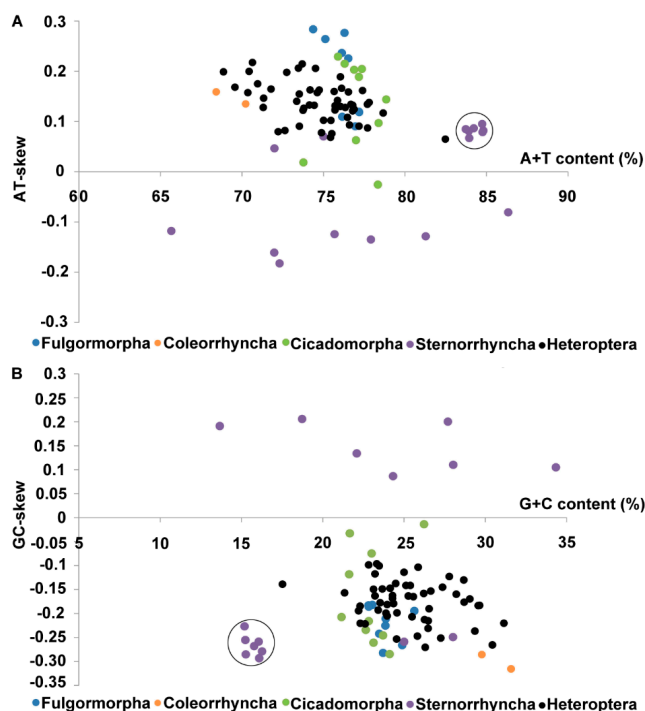 A
0.3
0.2
0.1
0
-0.1
-0.2
-0.3
AT-skew
A+T content (%)
60 65 70 75 80 85 90
Fulgormorpha Coleorrhyncha Cicadomorpha Sternorrhyncha Heteroptera
B
0.3
0.25
0.2
0.15
0.1
0.05
0
-0.05
-0.1
-0.15
-0.2
-0.25
-0.30
-0.35
GC-skew
G+C content (%)
5 10 15 20 25 30 35
Fulgormorpha Coleorrhyncha Cicadomorpha Sternorrhyncha Heteroptera